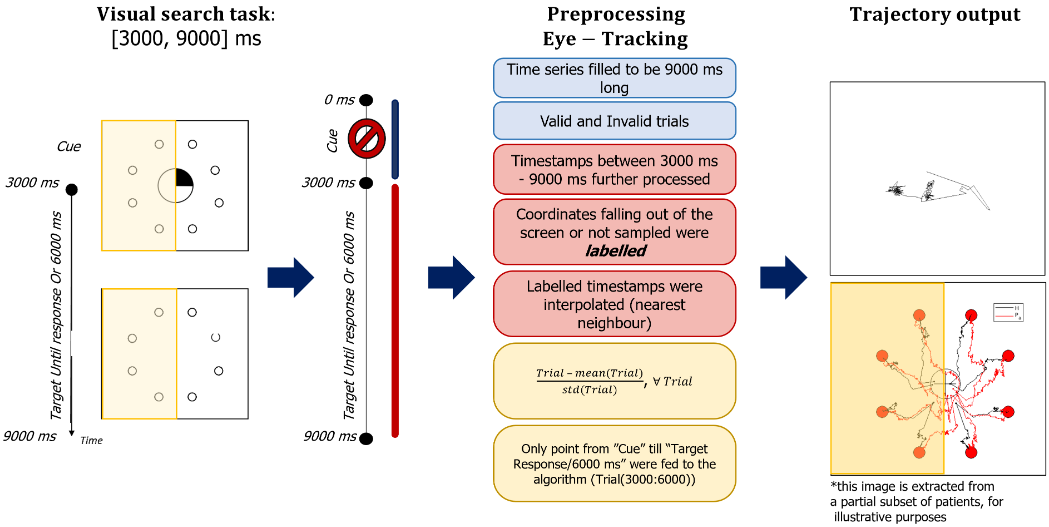 Visual search task:
[3000, 9000] ms
Cue
3000 ms
Target Until response Or 6000 ms
9000 ms
Time
0 ms
Cue
3000 ms
Target Until response Or 6000 ms
9000 ms
Preprocessing
Eye − Tracking
Time series filled to be 9000 ms
long
Valid and Invalid trials
Timestamps between 3000 ms
- 9000 ms further processed
Coordinates falling out of the
screen or not sampled were
labelled
Labelled timestamps were
interpolated (nearest
neighbour)
Trial − mean(Trial)
std(Trial)
, ∀ Trial
Only point from ”Cue” till “Target
Response/6000 ms” were fed to the
algorithm (Trial(3000:6000))
Trajectory output
H
*this image is extracted from
a partial subset of patients, for
illustrative purposes